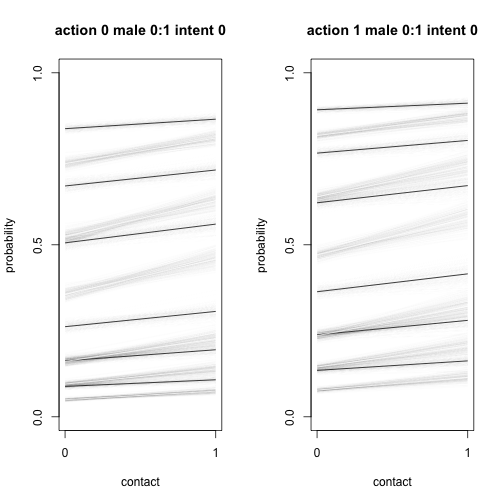 action 0 male 0:1 intent 0
probability
0.0
0.5
1.0
0
1
contact
action 1 male 0:1 intent 0
probability
0.0
0.5
1.0
0
1
contact